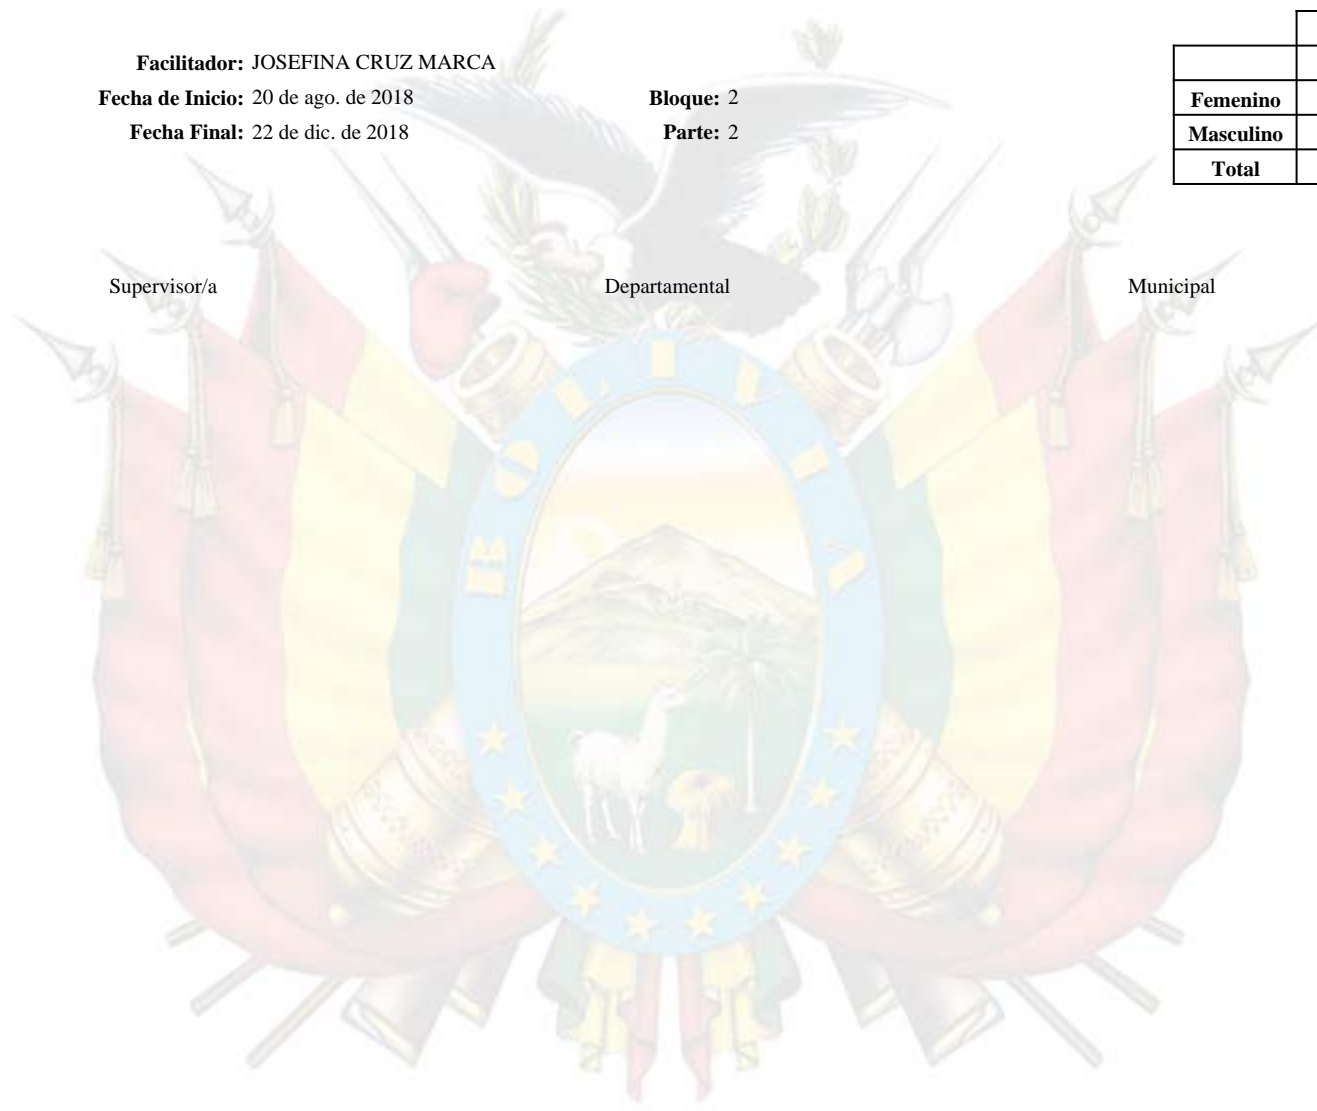 Facilitador: JOSEFINA CRUZ MARCA
Fecha de Inicio: 20 de ago. de 2018 Bloque: 2
Fecha Final: 22 de dic. de 2018 Parte: 2
Femenino
Masculino
Total
Supervisor/a Departamental Municipal
BOLIVIA